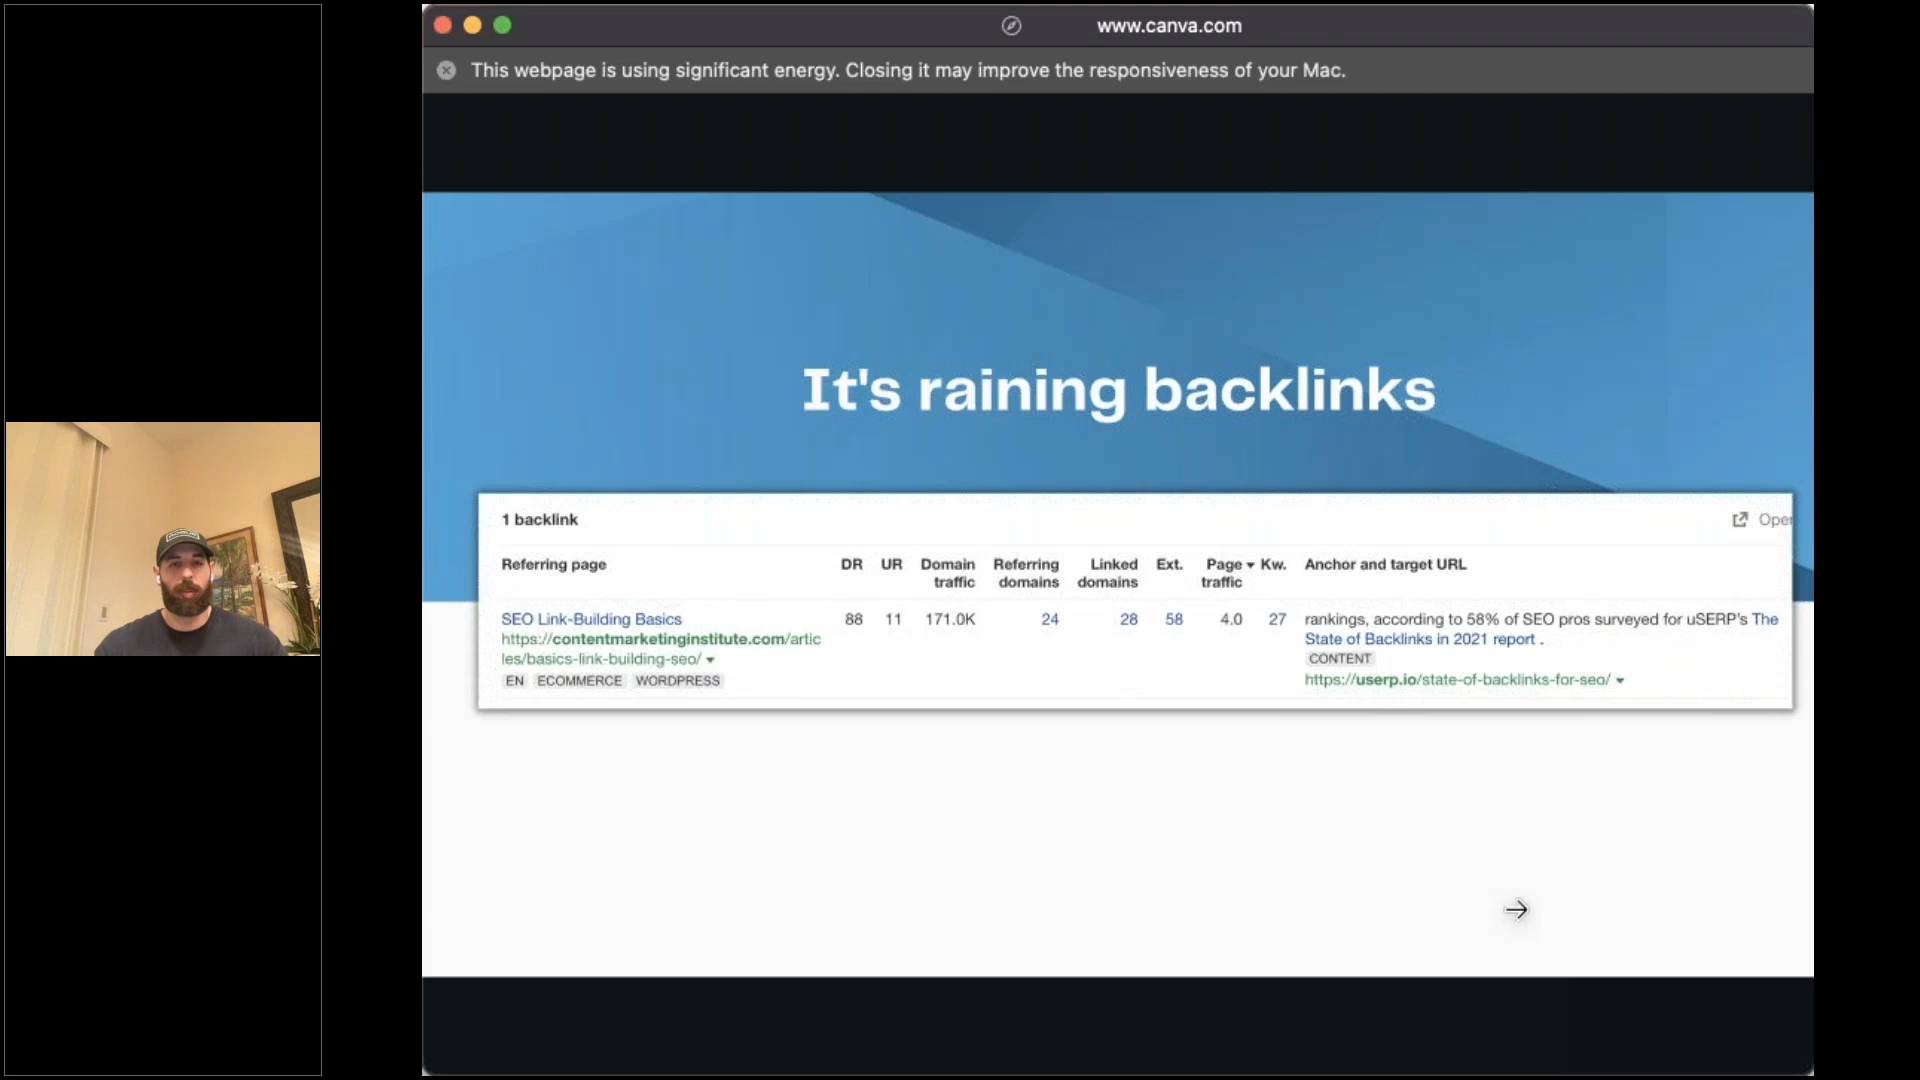 www.canva.com
This webpage is using significant energy. Closing it may improve the responsiveness of your Mac.
It's raining backlinks
1 backlink
Open
Referring page DR UR Domain traffic Referring domains Linked domains Ext. Page traffic Kw. Anchor and target URL
SEO Link-Building Basics 88 11 171.0K 24 28 58 4.0 27 rankings, according to 58% of SEO pros surveyed for uSERP's The
https://contentmarketinginstitute.com/artic State of Backlinks in 2021 report .
les/basics-link-building-seo/ CONTENT
EN ECOMMERCE WORDPRESS https://userp.io/state-of-backlinks-for-seo/